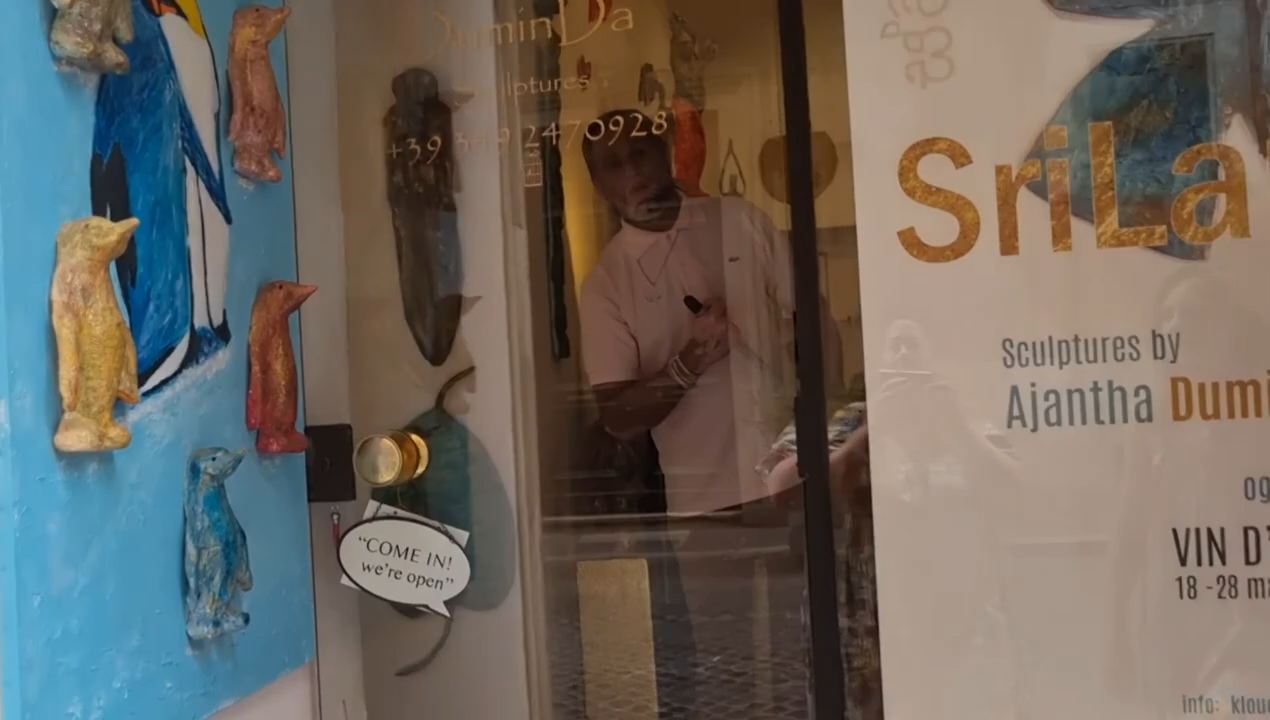 DuminDa
+39 349 2470928
"COME IN!
we're open"
SriLa
Sculptures by
Ajantha Dumi
VIN D'
18 -28 ma
info: klou